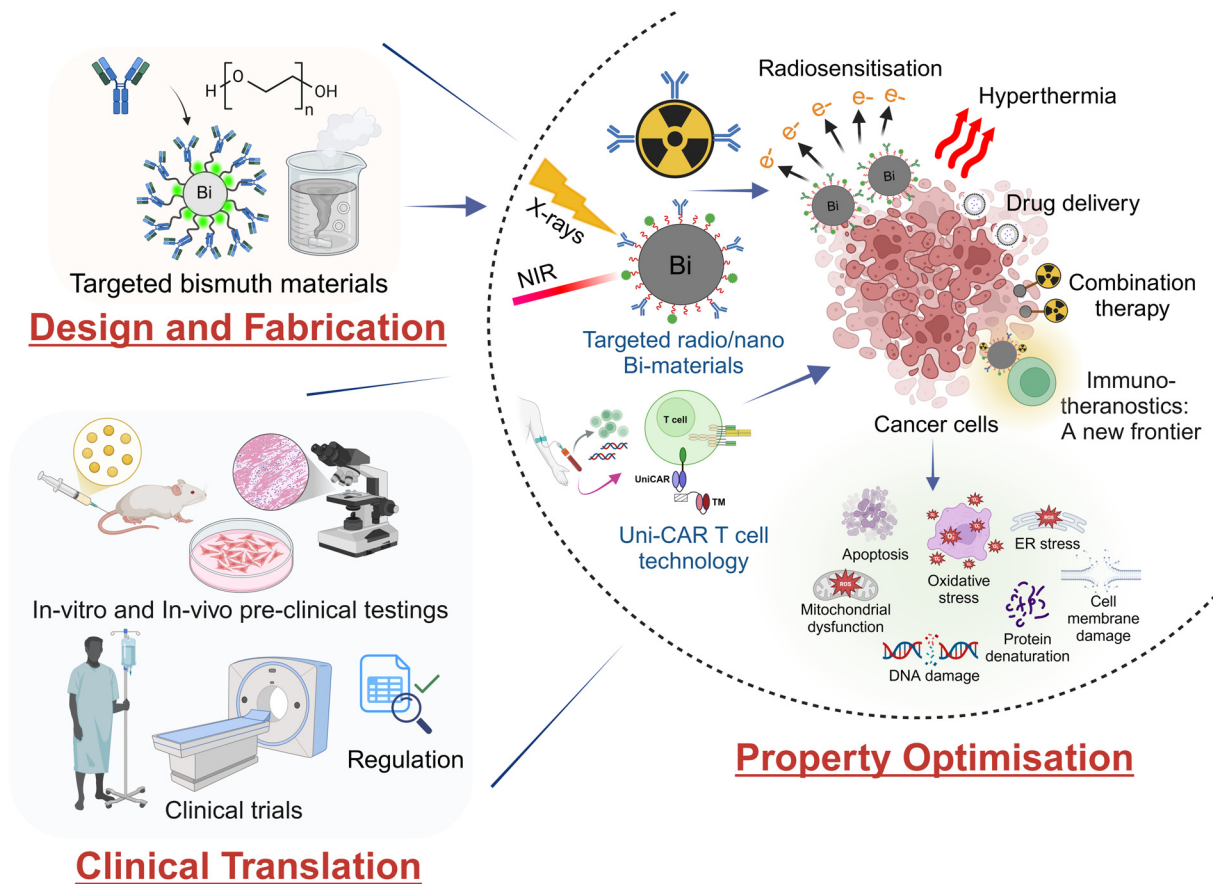 H
O
n
OH
Bi
Targeted bismuth materials
Design and Fabrication
X-rays
NIR
Bi
Targeted radio/nano
Bi-materials
T cell
UniCAR
TM
Uni-CAR T cell
technology
Radiosensitisation
e-
e-
e-
e-
e-
e-
Bi
Bi
Hyperthermia
Drug delivery
Combination
therapy
Immuno-
theranostics:
A new frontier
Cancer cells
Apoptosis
Oxidative
stress
ROS
ER stress
ROS
Mitochondrial
dysfunction
DNA damage
Protein
denaturation
Cell
membrane
damage
Property Optimisation
In-vitro and In-vivo pre-clinical testings
Clinical trials
Regulation
Clinical Translation